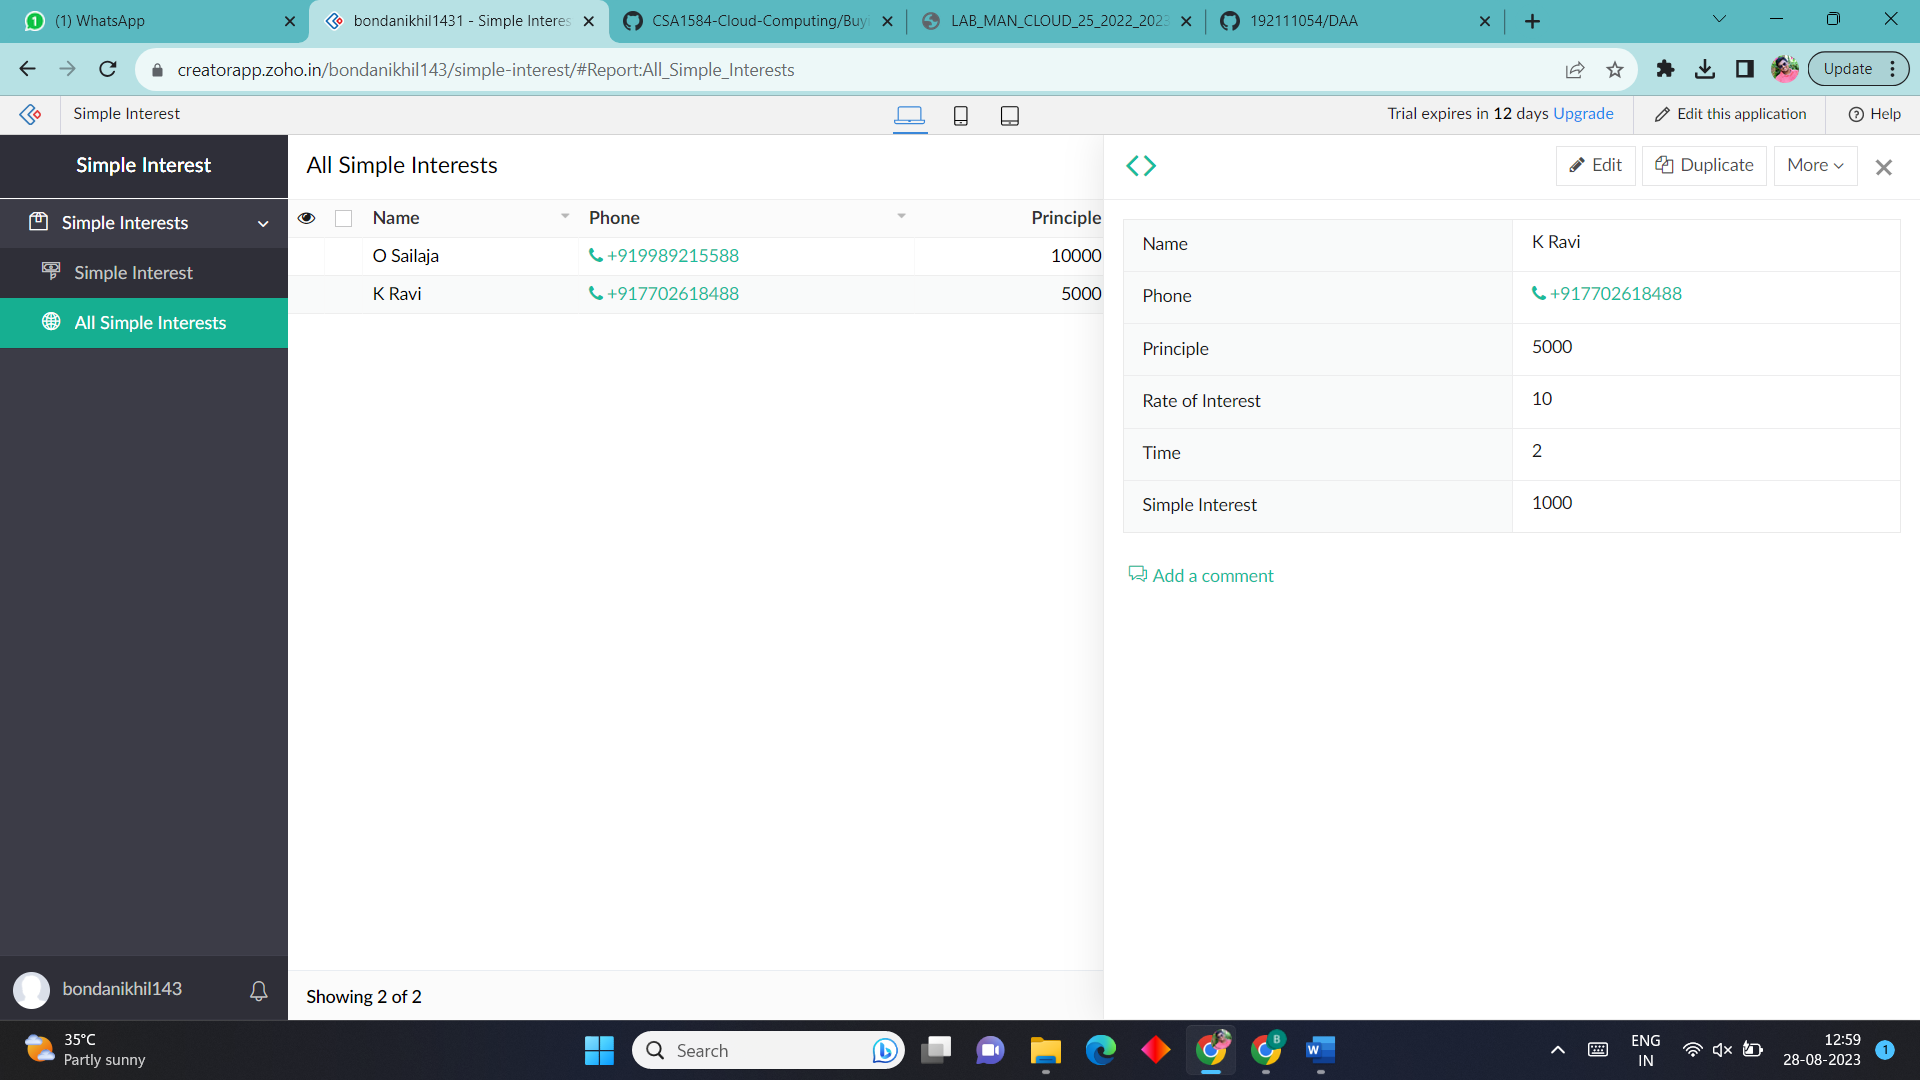 (1) WhatsApp
bondanikhil1431 - Simple Interes
CSA1584-Cloud-Computing/Buyi
LAB_MAN_CLOUD_25_2022_2023
192111054/DAA
creatorapp.zoho.in/bondanikhil143/simple-interest/#Report:All_Simple_Interests
Update
Simple Interest
Trial expires in 12 days Upgrade
Edit this application
Help
Simple Interest
Simple Interests
Simple Interest
All Simple Interests
bondanikhil143
All Simple Interests
Name Phone Principle
O Sailaja +919989215588 10000
K Ravi +917702618488 5000
Showing 2 of 2
Edit Duplicate More
Name K Ravi
Phone +917702618488
Principle 5000
Rate of Interest 10
Time 2
Simple Interest 1000
Add a comment
35°C
Partly sunny
Search
B
W
ENG
IN
12:59
28-08-2023
1